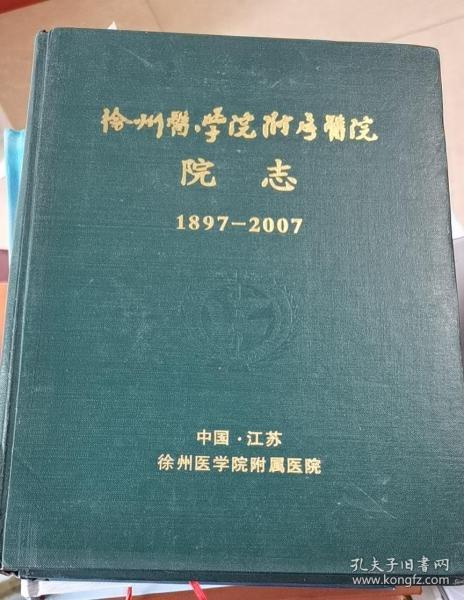 徐州醫學院附屬醫院
院志
1897-2007
中国·江苏
徐州医学院附属医院
孔夫子旧书网
www.kongfz.com